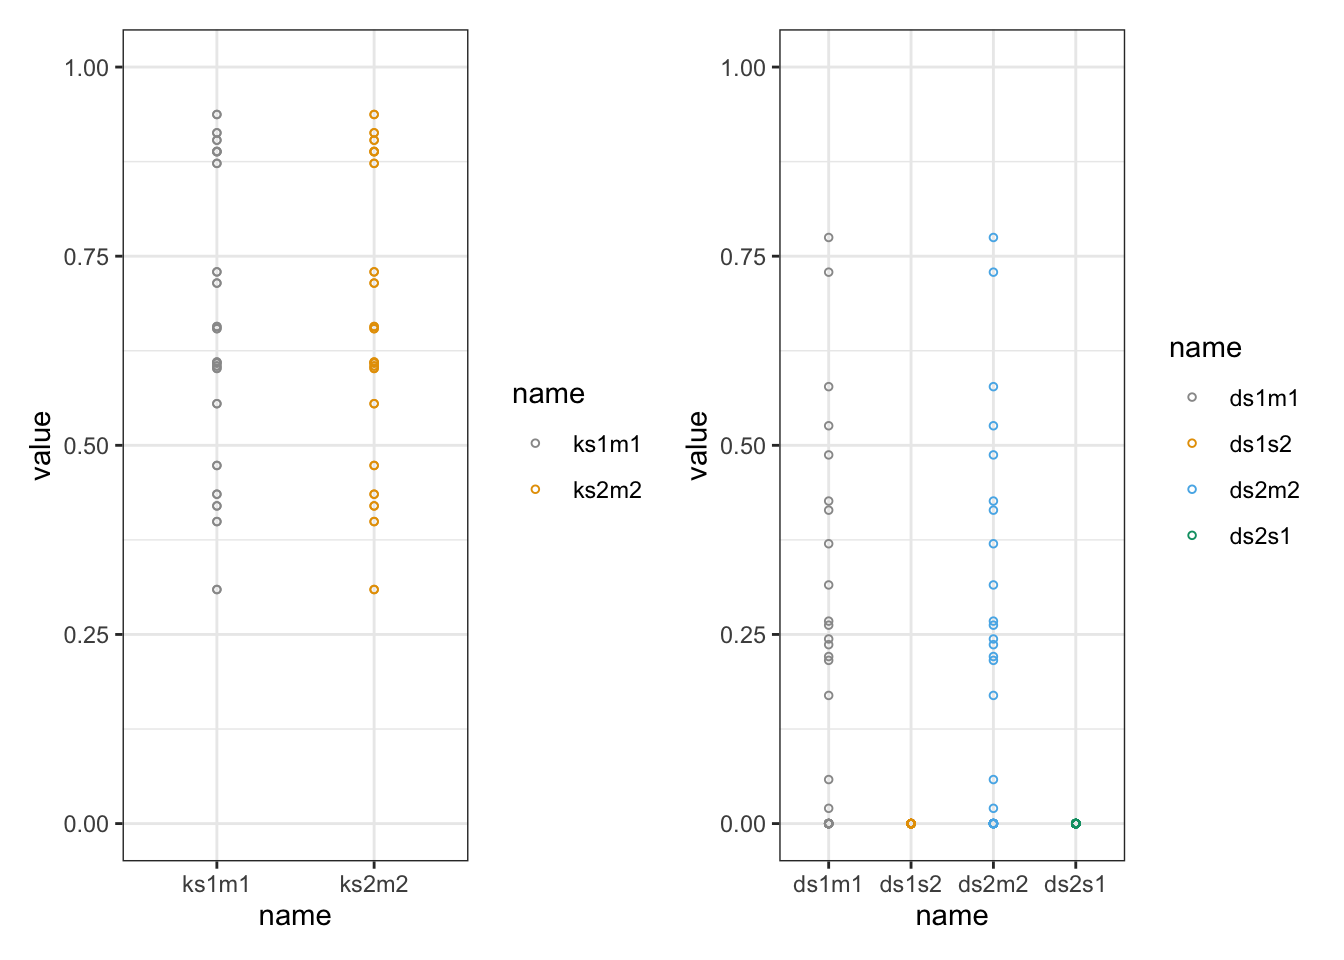 value
1.00
0.75
0.50
0.25
0.00
ks1m1 ks2m2
name
name
ks1m1
ks2m2
value
1.00
0.75
0.50
0.25
0.00
ds1m1 ds1s2 ds2m2 ds2s1
name
name
ds1m1
ds1s2
ds2m2
ds2s1